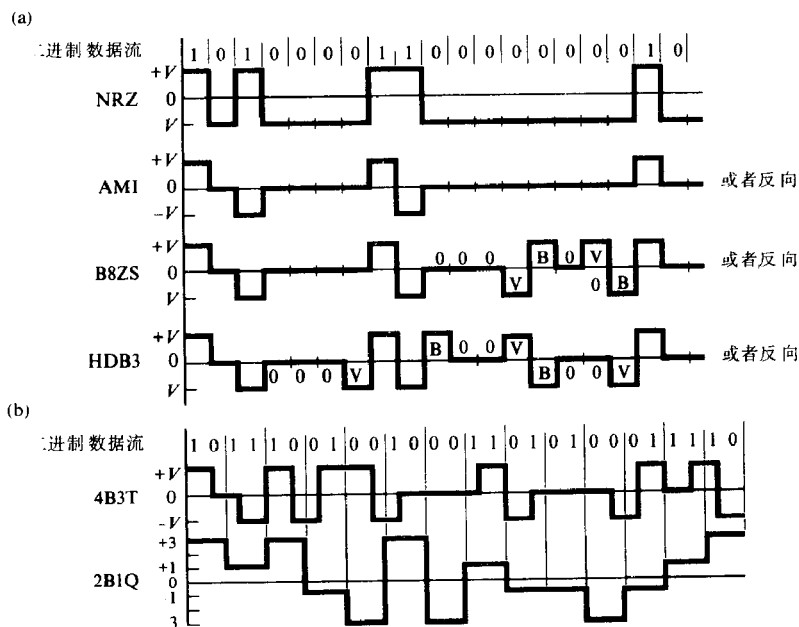 (a)
二进制数据流 1 0 1 0 0 0 0 1 1 0 0 0 0 0 0 0 0 1 0
+V
NRZ 0
V
+V
AMI 0 或者反向
-V
+V 0 0 0 B 0 V
B8ZS 0 或者反向
V V 0 B
+V B 0 0 V
HDB3 0 或者反向
V 0 0 0 V B 0 0 V
(b)
二进制数据流 1 0 1 1 1 0 0 1 0 0 1 0 0 0 1 1 0 1 0 1 0 0 0 1 1 1 1 0
+V
4B3T 0
-V
+3
+1
2B1Q 0
1
3